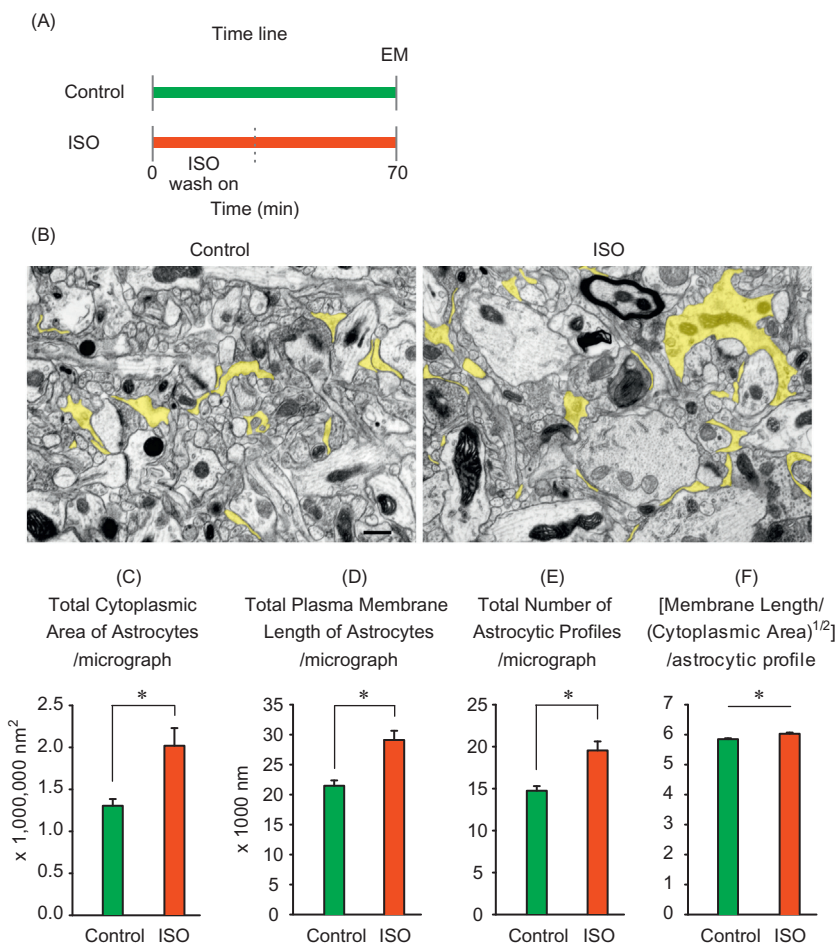 (A)
Time line
EM
Control
ISO
ISO
wash on
0
70
Time (min)
(B)
Control
ISO
(C)
Total Cytoplasmic
Area of Astrocytes
/micrograph
x 1,000,000 nm²
2.5
2.0
1.5
1.0
0.5
0.0
*
Control ISO
(D)
Total Plasma Membrane
Length of Astrocytes
/micrograph
x 1000 nm
35
30
25
20
15
10
5
0
*
Control ISO
(E)
Total Number of
Astrocytic Profiles
/micrograph
25
20
15
10
5
0
*
Control ISO
(F)
[Membrane Length/
(Cytoplasmic Area)^1/2]
/astrocytic profile
7
6
5
4
3
2
1
0
*
Control ISO